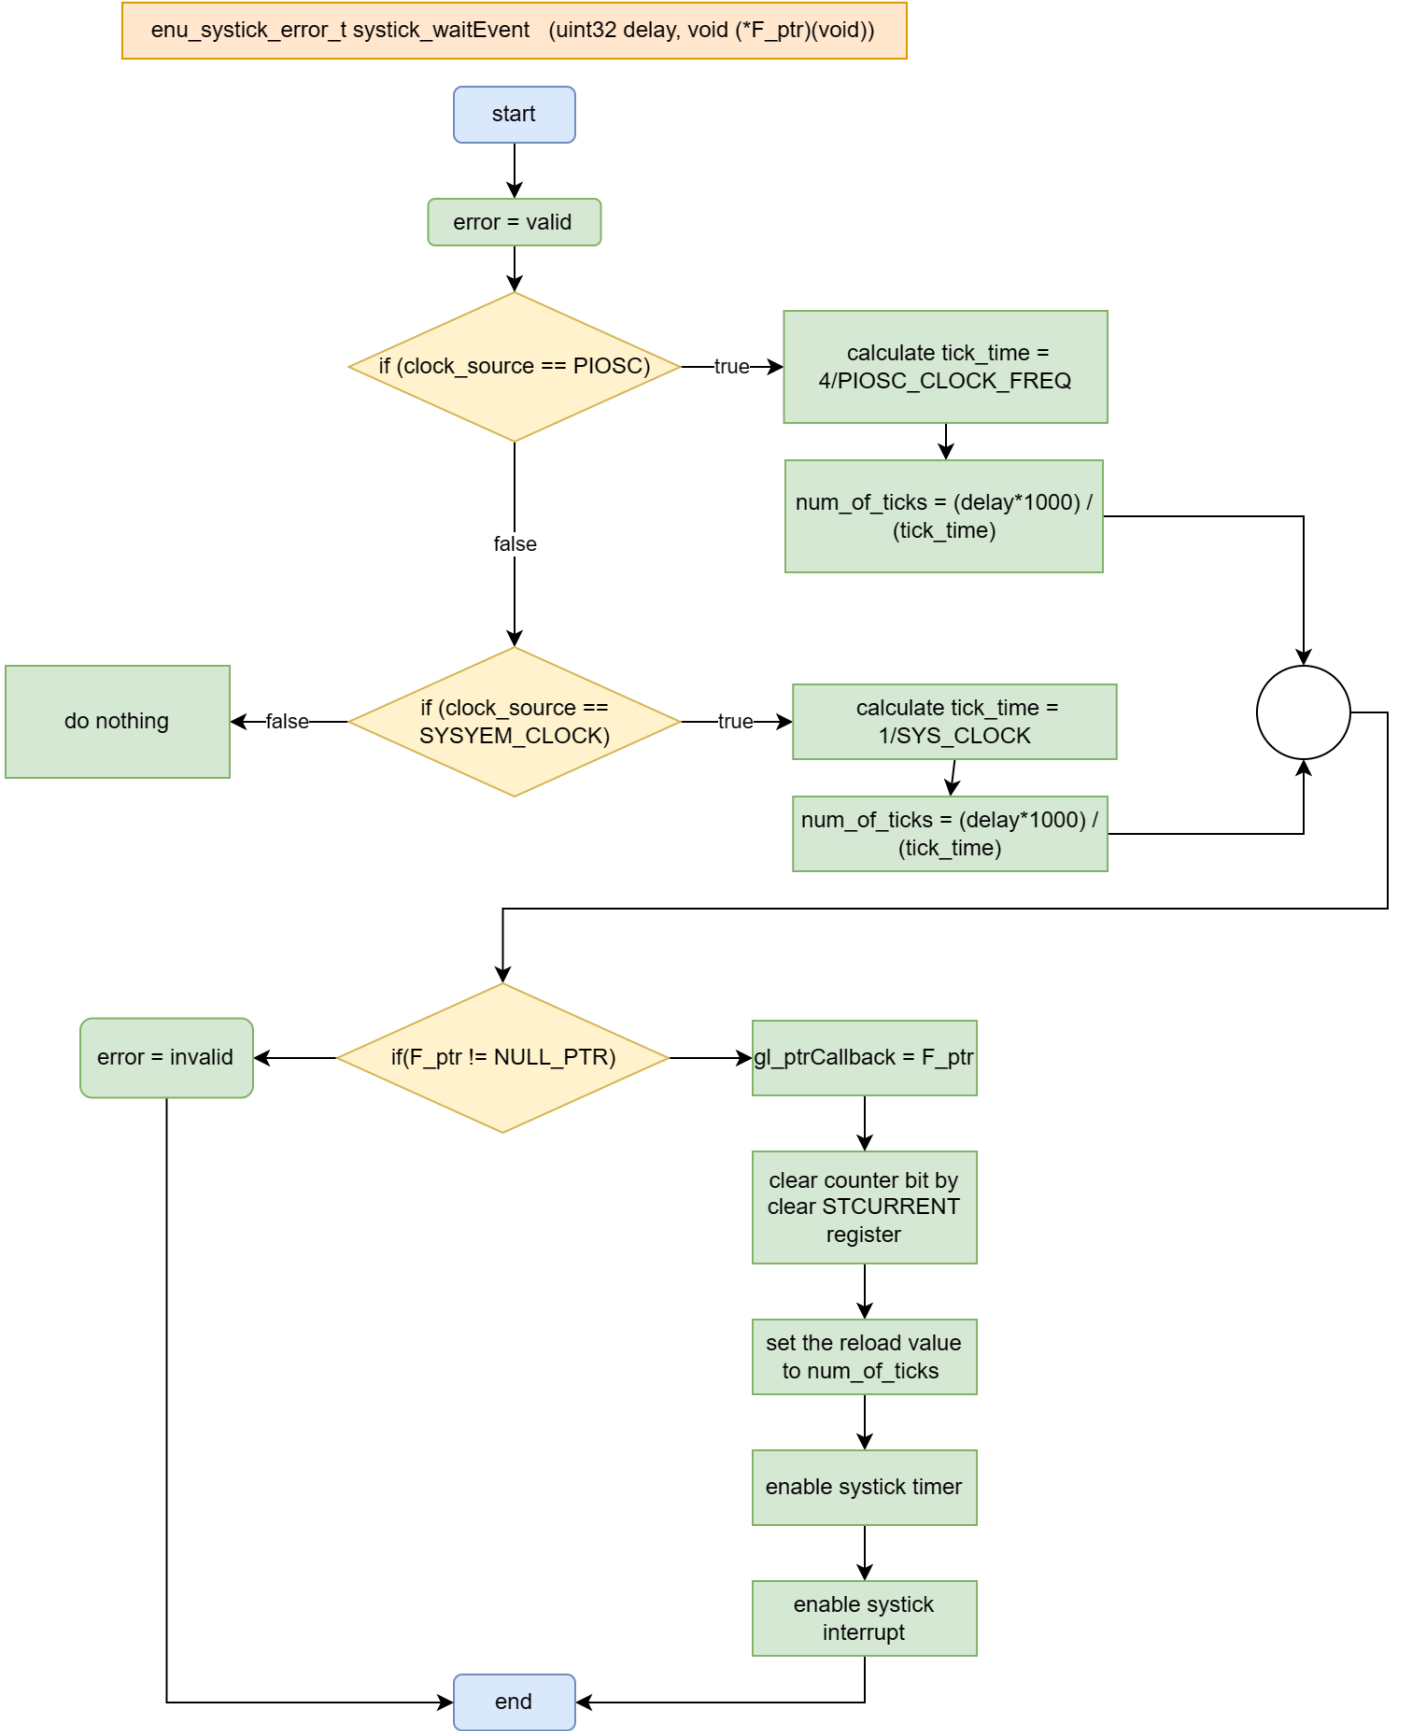 enu_systick_error_t systick_waitEvent (uint32 delay, void (*F_ptr)(void))
start
error = valid
if (clock_source == PIOSC)
true
calculate tick_time =
4/PIOSC_CLOCK_FREQ
num_of_ticks = (delay*1000) /
(tick_time)
false
do nothing
false
if (clock_source ==
SYSYEM_CLOCK)
true
calculate tick_time =
1/SYS_CLOCK
num_of_ticks = (delay*1000) /
(tick_time)
error = invalid
if(F_ptr != NULL_PTR)
gl_ptrCallback = F_ptr
clear counter bit by
clear STCURRENT
register
set the reload value
to num_of_ticks
enable systick timer
enable systick
interrupt
end